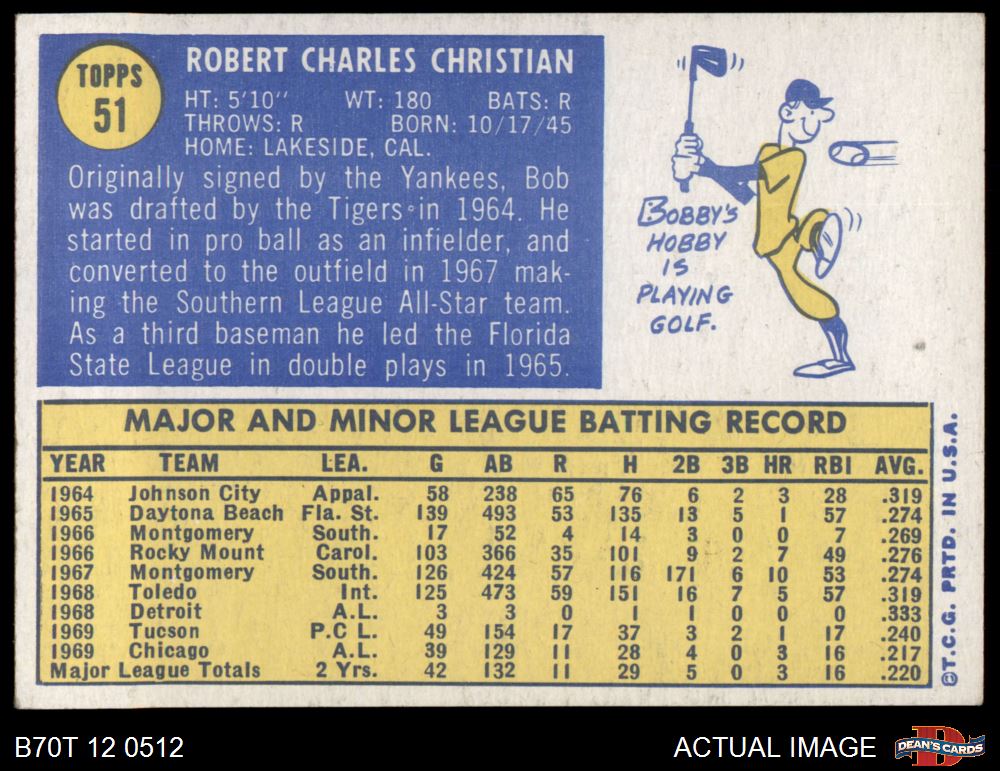 TOPPS
51
ROBERT CHARLES CHRISTIAN
HT: 5'10" WT: 180 BATS: R
THROWS: R BORN: 10/17/45
HOME: LAKESIDE, CAL.
Originally signed by the Yankees, Bob
was drafted by the Tigers in 1964. He
started in pro ball as an infielder, and
converted to the outfield in 1967 mak-
ing the Southern League All-Star team.
As a third baseman he led the Florida
State League in double plays in 1965.
BOBBY'S
HOBBY
IS
PLAYING
GOLF.
MAJOR AND MINOR LEAGUE BATTING RECORD
YEAR TEAM LEA. G AB R H 2B 3B HR RBI AVG.
1964 Johnson City Appal. 58 238 65 76 6 2 3 28 .319
1965 Daytona Beach Fla. St. 139 493 53 135 13 5 1 57 .274
1966 Montgomery South. 17 52 4 14 3 0 0 7 .269
1966 Rocky Mount Carol. 103 366 35 101 9 2 7 49 .276
1967 Montgomery South. 126 424 57 116 171 6 10 53 .274
1968 Toledo Int. 125 473 59 151 16 7 5 57 .319
1968 Detroit A.L. 3 3 0 1 1 0 0 0 .333
1969 Tucson P.C L. 49 154 17 37 3 2 1 17 .240
1969 Chicago A.L. 39 129 11 28 4 0 3 16 .217
Major League Totals 2 Yrs. 42 132 11 29 5 0 3 16 .220
©T.C.G. PRTD. IN U.S.A.
B70T 12 0512
ACTUAL IMAGE
D
DEAN'S CARDS